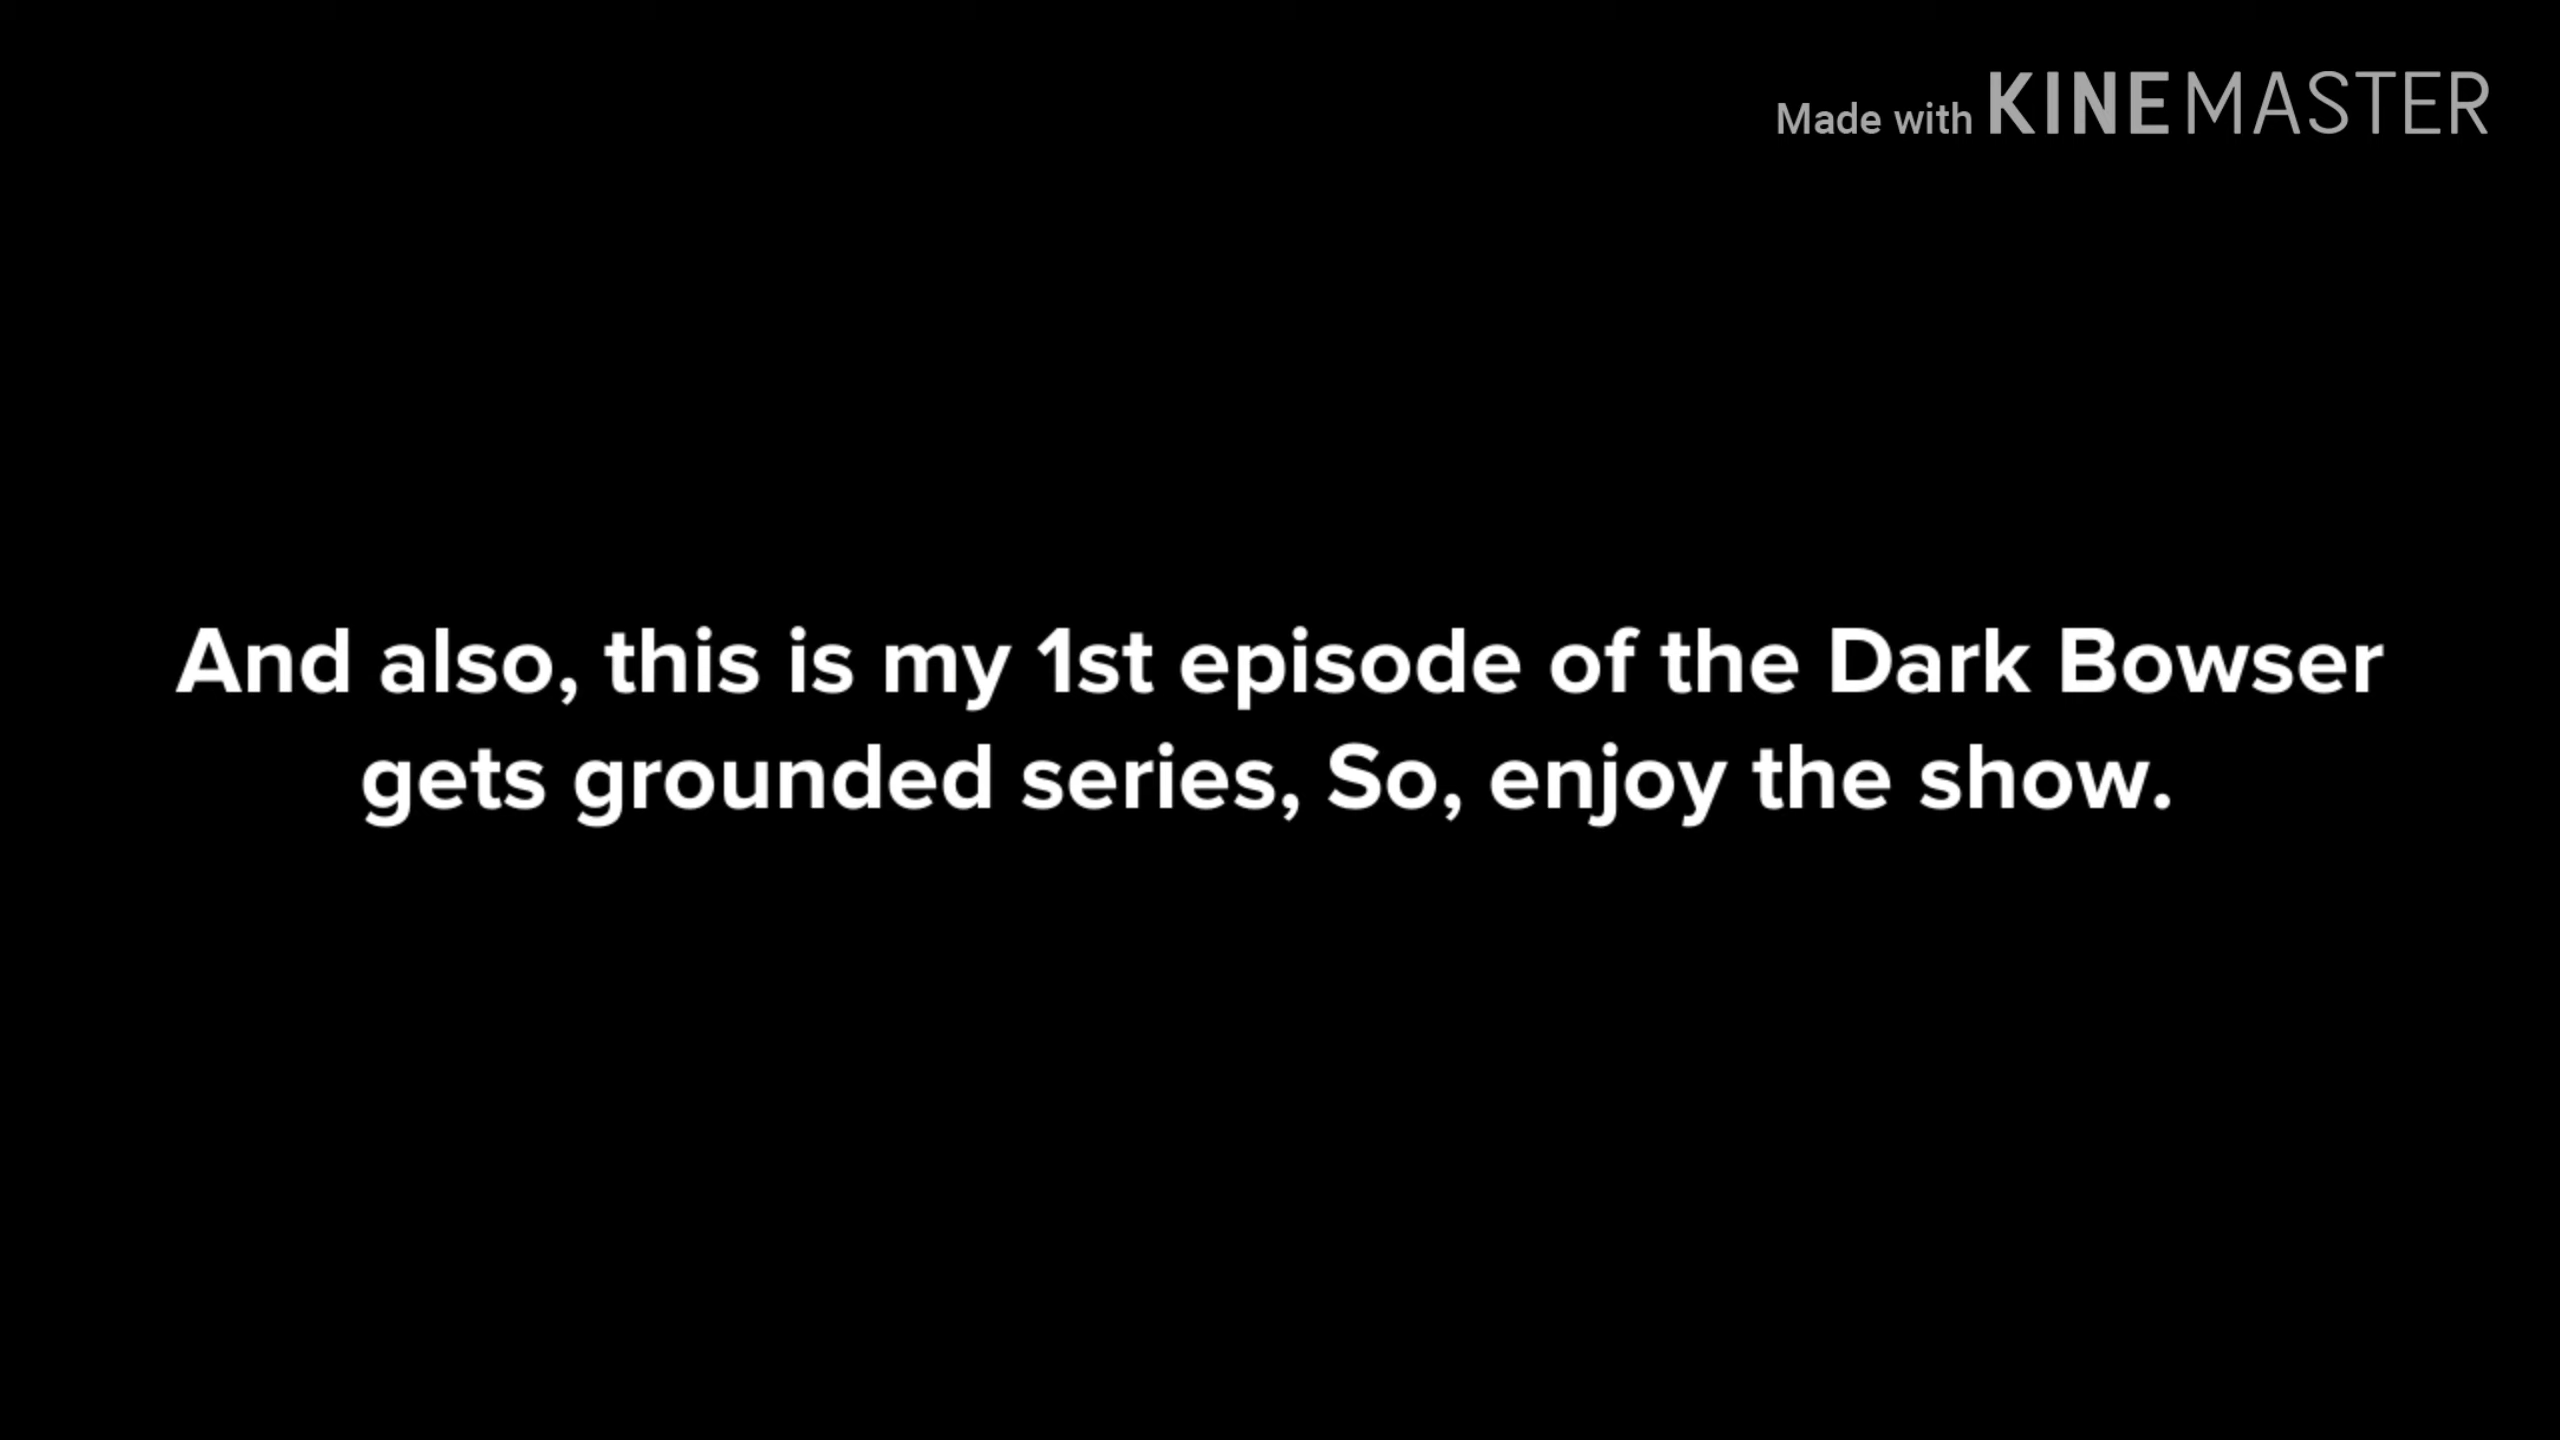 Made with KINEMASTER
And also, this is my 1st episode of the Dark Bowser
gets grounded series, So, enjoy the show.